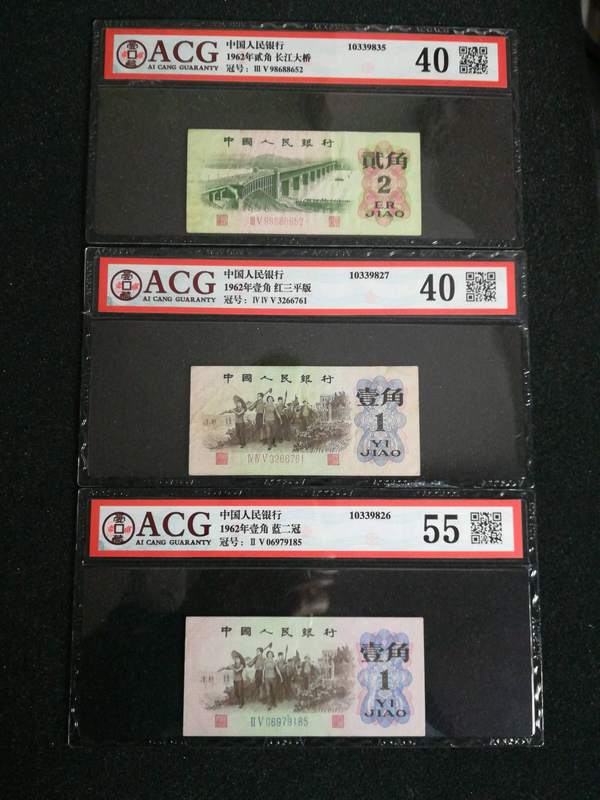 ACG
AI CANG GUARANTY
中国人民银行
1962年贰角 长江大桥
冠号: Ⅲ Ⅴ 98688652
10339835
40
中國人民銀行
貳角
2
ER
JIAO
Ⅲ Ⅴ 98688652
ACG
AI CANG GUARANTY
中国人民银行
1962年壹角 红三平版
冠号: Ⅳ Ⅳ Ⅴ 3266761
10339827
40
中國人民銀行
壹角
1
YI
JIAO
Ⅳ Ⅳ Ⅴ 3266761
ACG
AI CANG GUARANTY
中国人民银行
1962年壹角 蓝二冠
冠号: Ⅱ Ⅴ 06979185
10339826
55
中國人民銀行
壹角
1
YI
JIAO
Ⅱ Ⅴ 06979185